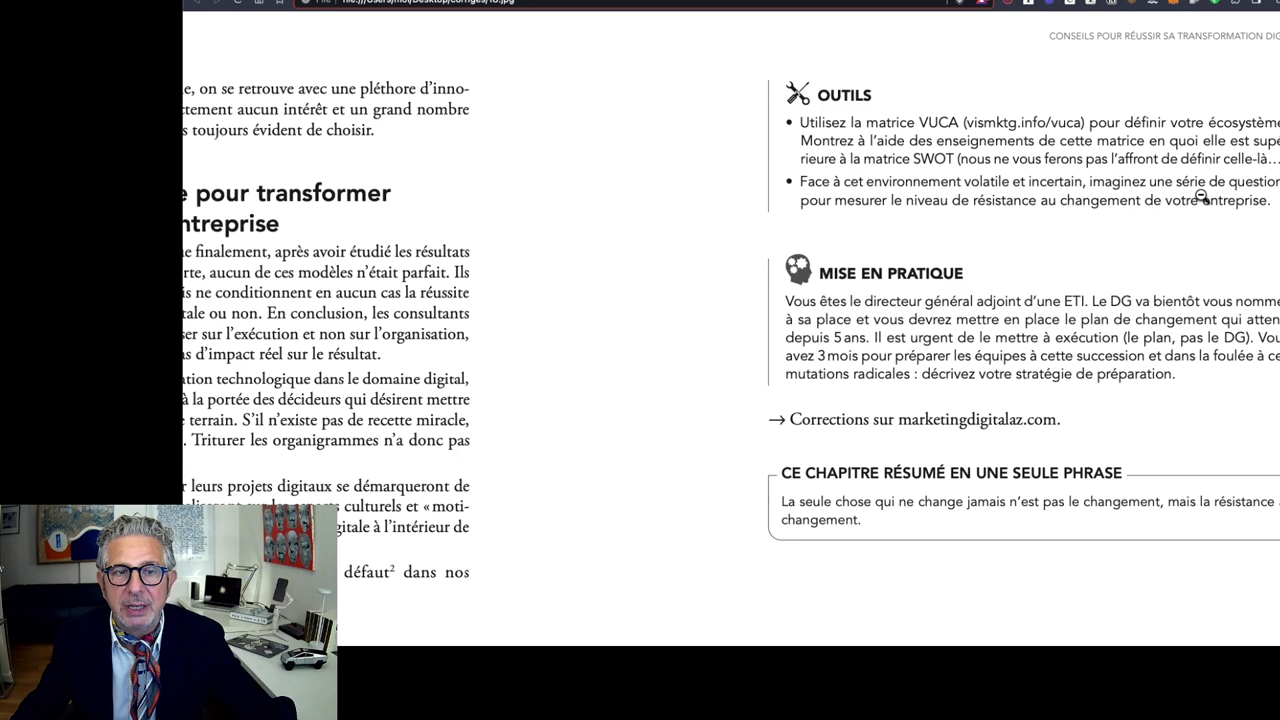 CONSEILS POUR RÉUSSIR SA TRANSFORMATION DIG
, on se retrouve avec une pléthore d’inno-
aucun intérêt et un grand nombre
toujours évident de choisir.
pour transformer
finalement, après avoir étudié les résultats
aucun de ces modèles n’était parfait. Ils
ne conditionnent en aucun cas la réussite
ou non. En conclusion, les consultants
sur l’exécution et non sur l’organisation,
d’impact réel sur le résultat.
technologique dans le domaine digital,
à la portée des décideurs qui désirent mettre
terrain. S’il n’existe pas de recette miracle,
. Triturer les organigrammes n’a donc pas
leurs projets digitaux se démarqueront de
culturels et « moti-
à l’intérieur de
défaut² dans nos
OUTILS
• Utilisez la matrice VUCA (vismktg.info/vuca) pour définir votre écosystème
Montrez à l’aide des enseignements de cette matrice en quoi elle est supé
rieure à la matrice SWOT (nous ne vous ferons pas l’affront de définir celle-là…
• Face à cet environnement volatile et incertain, imaginez une série de question
pour mesurer le niveau de résistance au changement de votre entreprise.
MISE EN PRATIQUE
Vous êtes le directeur général adjoint d’une ETI. Le DG va bientôt vous nomme
à sa place et vous devrez mettre en place le plan de changement qui atten
depuis 5 ans. Il est urgent de le mettre à exécution (le plan, pas le DG). Vou
avez 3 mois pour préparer les équipes à cette succession et dans la foulée à ce
mutations radicales : décrivez votre stratégie de préparation.
→ Corrections sur marketingdigitalaz.com.
CE CHAPITRE RÉSUMÉ EN UNE SEULE PHRASE
La seule chose qui ne change jamais n’est pas le changement, mais la résistance a
changement.